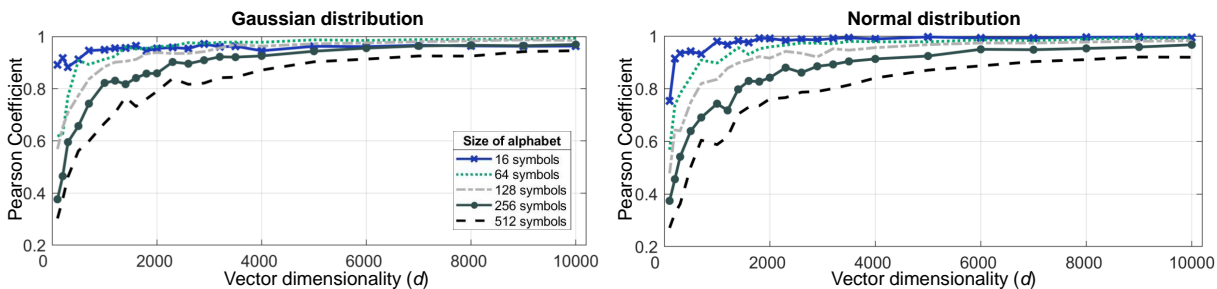 Gaussian distribution
Pearson Coefficient
1
0.8
0.6
0.4
0.2
0
2000
4000
6000
8000
10000
Vector dimensionality (d)
Size of alphabet
16 symbols
64 symbols
128 symbols
256 symbols
512 symbols
Normal distribution
Pearson Coefficient
1
0.8
0.6
0.4
0.2
0
2000
4000
6000
8000
10000
Vector dimensionality (d)